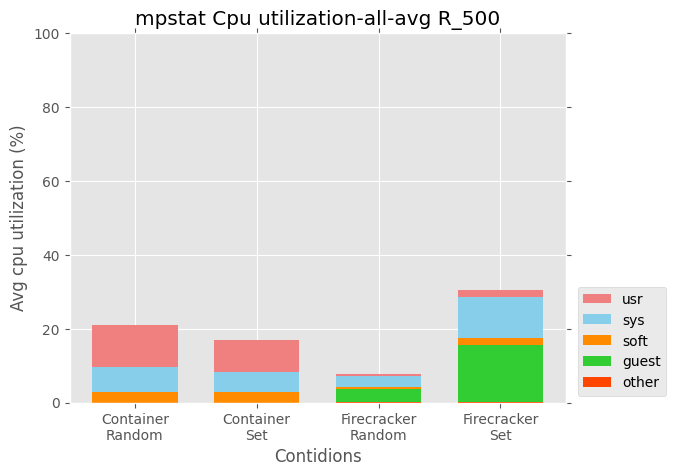 mpstat Cpu utilization-all-avg R_500
100
80
60
40
20
0
Avg cpu utilization (%)
Container
Random
Container
Set
Firecracker
Random
Firecracker
Set
Contidions
usr
sys
soft
guest
other